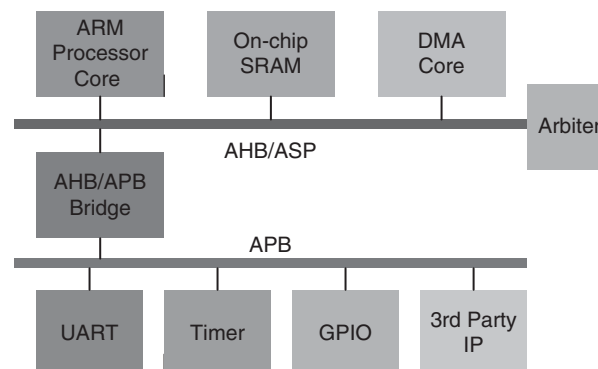 ARM
Processor
Core
On-chip
SRAM
DMA
Core
Arbiter
AHB/ASP
AHB/APB
Bridge
APB
UART
Timer
GPIO
3rd Party
IP